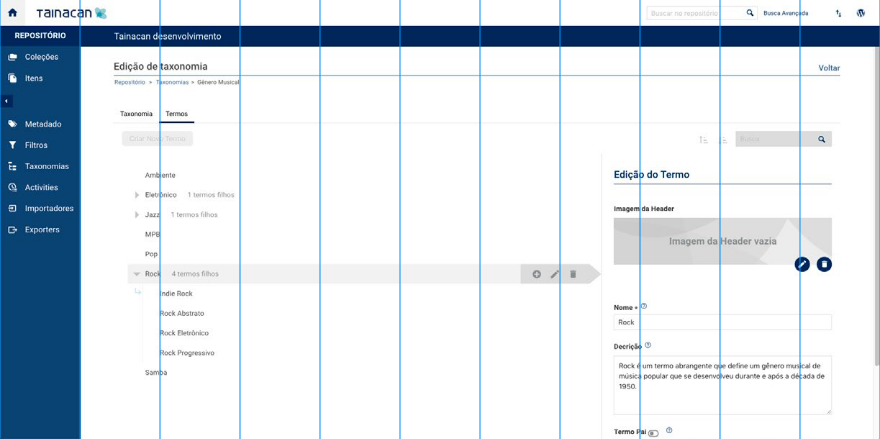 TAINACAN
Buscar no repositório
Busca Avançada
REPOSITÓRIO
Tainacan desenvolvimento
Coleções
Itens
Metadado
Filtros
Taxonomias
Activities
Importadores
Exporters
Edição de taxonomia
Voltar
Repositório > Taxonomias > Gênero Musical
Taxonomia Termos
Criar Novo Termo
Busca
Ambiente
Eletrônico 1 termos filhos
Jazz 1 termos filhos
MPB
Pop
Rock 4 termos filhos
Indie Rock
Rock Abstrato
Rock Eletrônico
Rock Progressivo
Samba
Edição do Termo
Imagem da Header
Imagem da Header vazia
Nome *
Rock
Decrição
Rock é um termo abrangente que define um gênero musical de
música popular que se desenvolveu durante e após a década de
1950.
Termo Pai